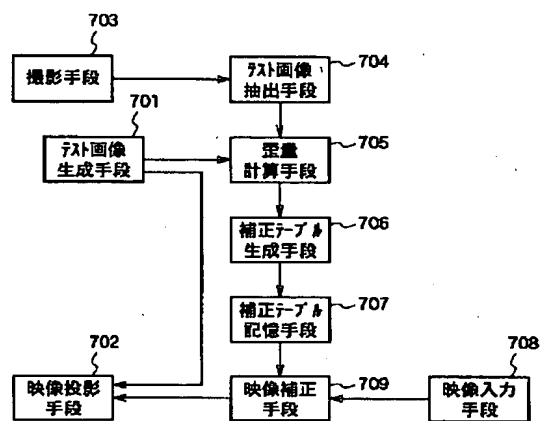 703
撮影手段
704
テスト画像
抽出手段
701
テスト画像
生成手段
705
歪量
計算手段
706
補正テーブル
生成手段
707
補正テーブル
記憶手段
702
映像投影
手段
709
映像補正
手段
708
映像入力
手段